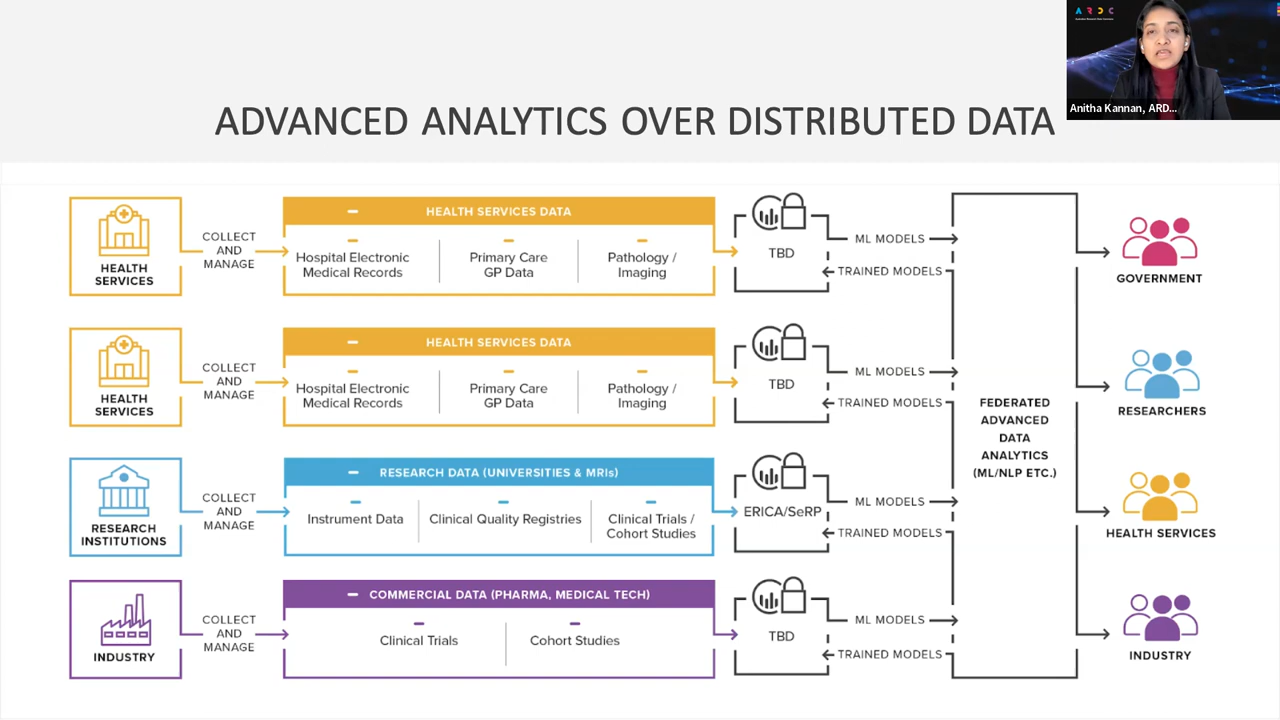 A R D C
Anitha Kannan, ARD...
ADVANCED ANALYTICS OVER DISTRIBUTED DATA
HEALTH
SERVICES
COLLECT
AND
MANAGE
HEALTH SERVICES DATA
Hospital Electronic
Medical Records
Primary Care
GP Data
Pathology /
Imaging
TBD
ML MODELS
TRAINED MODELS
HEALTH
SERVICES
COLLECT
AND
MANAGE
HEALTH SERVICES DATA
Hospital Electronic
Medical Records
Primary Care
GP Data
Pathology /
Imaging
TBD
ML MODELS
TRAINED MODELS
RESEARCH
INSTITUTIONS
COLLECT
AND
MANAGE
RESEARCH DATA (UNIVERSITIES & MRIs)
Instrument Data
Clinical Quality Registries
Clinical Trials /
Cohort Studies
ERICA/SeRP
ML MODELS
TRAINED MODELS
INDUSTRY
COLLECT
AND
MANAGE
COMMERCIAL DATA (PHARMA, MEDICAL TECH)
Clinical Trials
Cohort Studies
TBD
ML MODELS
TRAINED MODELS
FEDERATED
ADVANCED
DATA
ANALYTICS
(ML/NLP ETC.)
GOVERNMENT
RESEARCHERS
HEALTH SERVICES
INDUSTRY